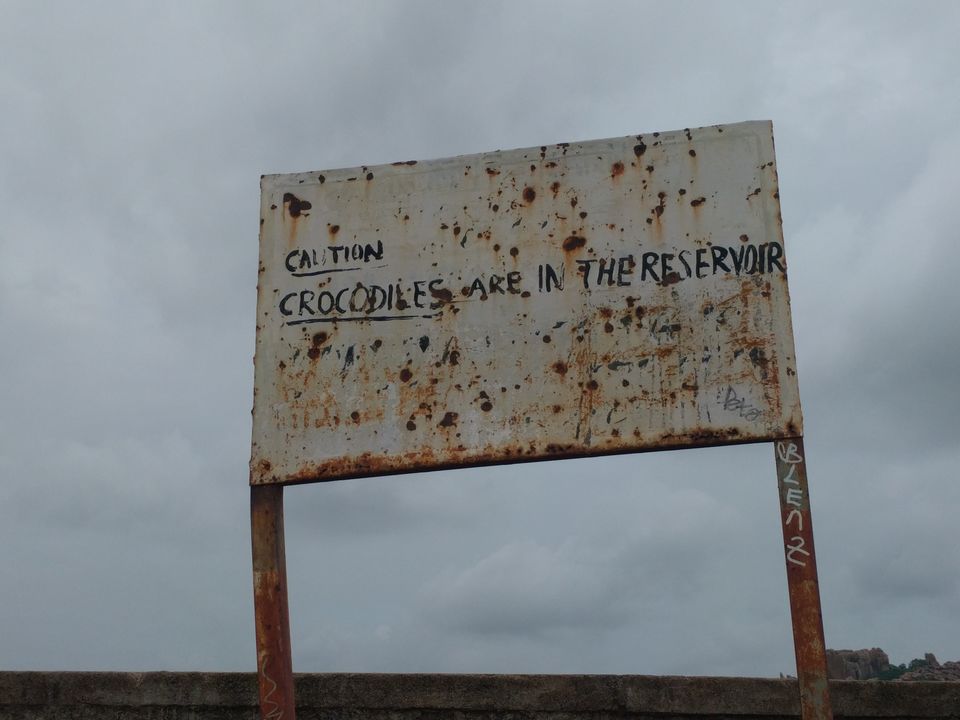 CAUTION
CROCODILES ARE IN THE RESERVOIR